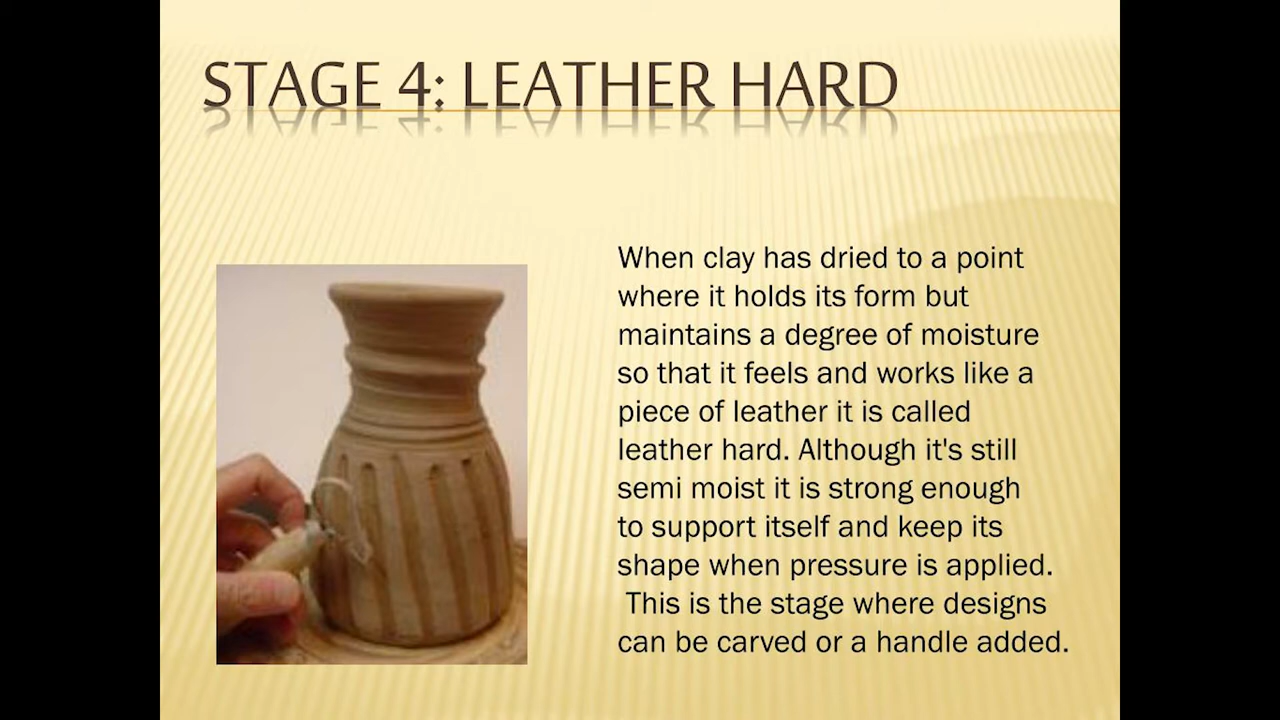 STAGE 4: LEATHER HARD
When clay has dried to a point
where it holds its form but
maintains a degree of moisture
so that it feels and works like a
piece of leather it is called
leather hard. Although it's still
semi moist it is strong enough
to support itself and keep its
shape when pressure is applied.
This is the stage where designs
can be carved or a handle added.